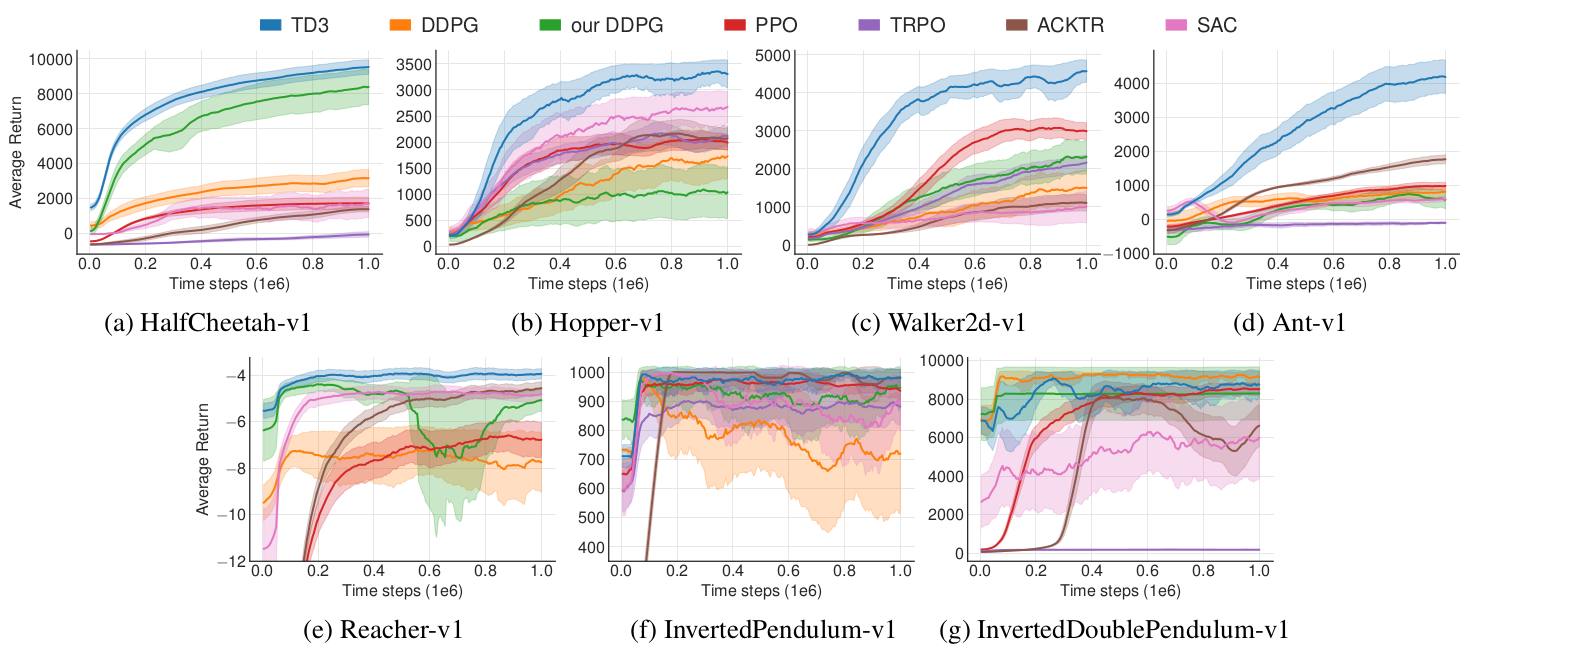 TD3 DDPG our DDPG PPO TRPO ACKTR SAC
Average Return
10000
8000
6000
4000
2000
0
0.0 0.2 0.4 0.6 0.8 1.0
Time steps (1e6)
(a) HalfCheetah-v1
3500
3000
2500
2000
1500
1000
500
0
0.0 0.2 0.4 0.6 0.8 1.0
Time steps (1e6)
(b) Hopper-v1
5000
4000
3000
2000
1000
0
0.0 0.2 0.4 0.6 0.8 1.0
Time steps (1e6)
(c) Walker2d-v1
4000
3000
2000
1000
0
−1000
0.0 0.2 0.4 0.6 0.8 1.0
Time steps (1e6)
(d) Ant-v1
Average Return
−4
−6
−8
−10
−12
0.0 0.2 0.4 0.6 0.8 1.0
Time steps (1e6)
(e) Reacher-v1
1000
900
800
700
600
500
400
0.0 0.2 0.4 0.6 0.8 1.0
Time steps (1e6)
(f) InvertedPendulum-v1
10000
8000
6000
4000
2000
0
0.0 0.2 0.4 0.6 0.8 1.0
Time steps (1e6)
(g) InvertedDoublePendulum-v1